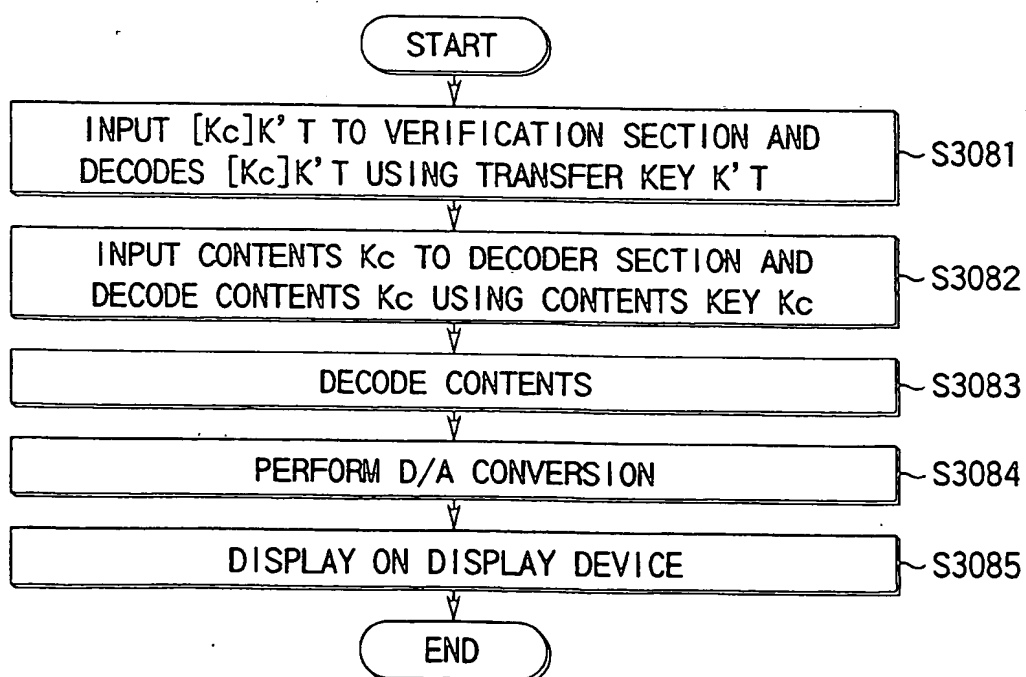 START
INPUT [Kc]K'T TO VERIFICATION SECTION AND
DECODES [Kc]K'T USING TRANSFER KEY K'T
S3081
INPUT CONTENTS Kc TO DECODER SECTION AND
DECODE CONTENTS Kc USING CONTENTS KEY Kc
S3082
DECODE CONTENTS
S3083
PERFORM D/A CONVERSION
S3084
DISPLAY ON DISPLAY DEVICE
S3085
END